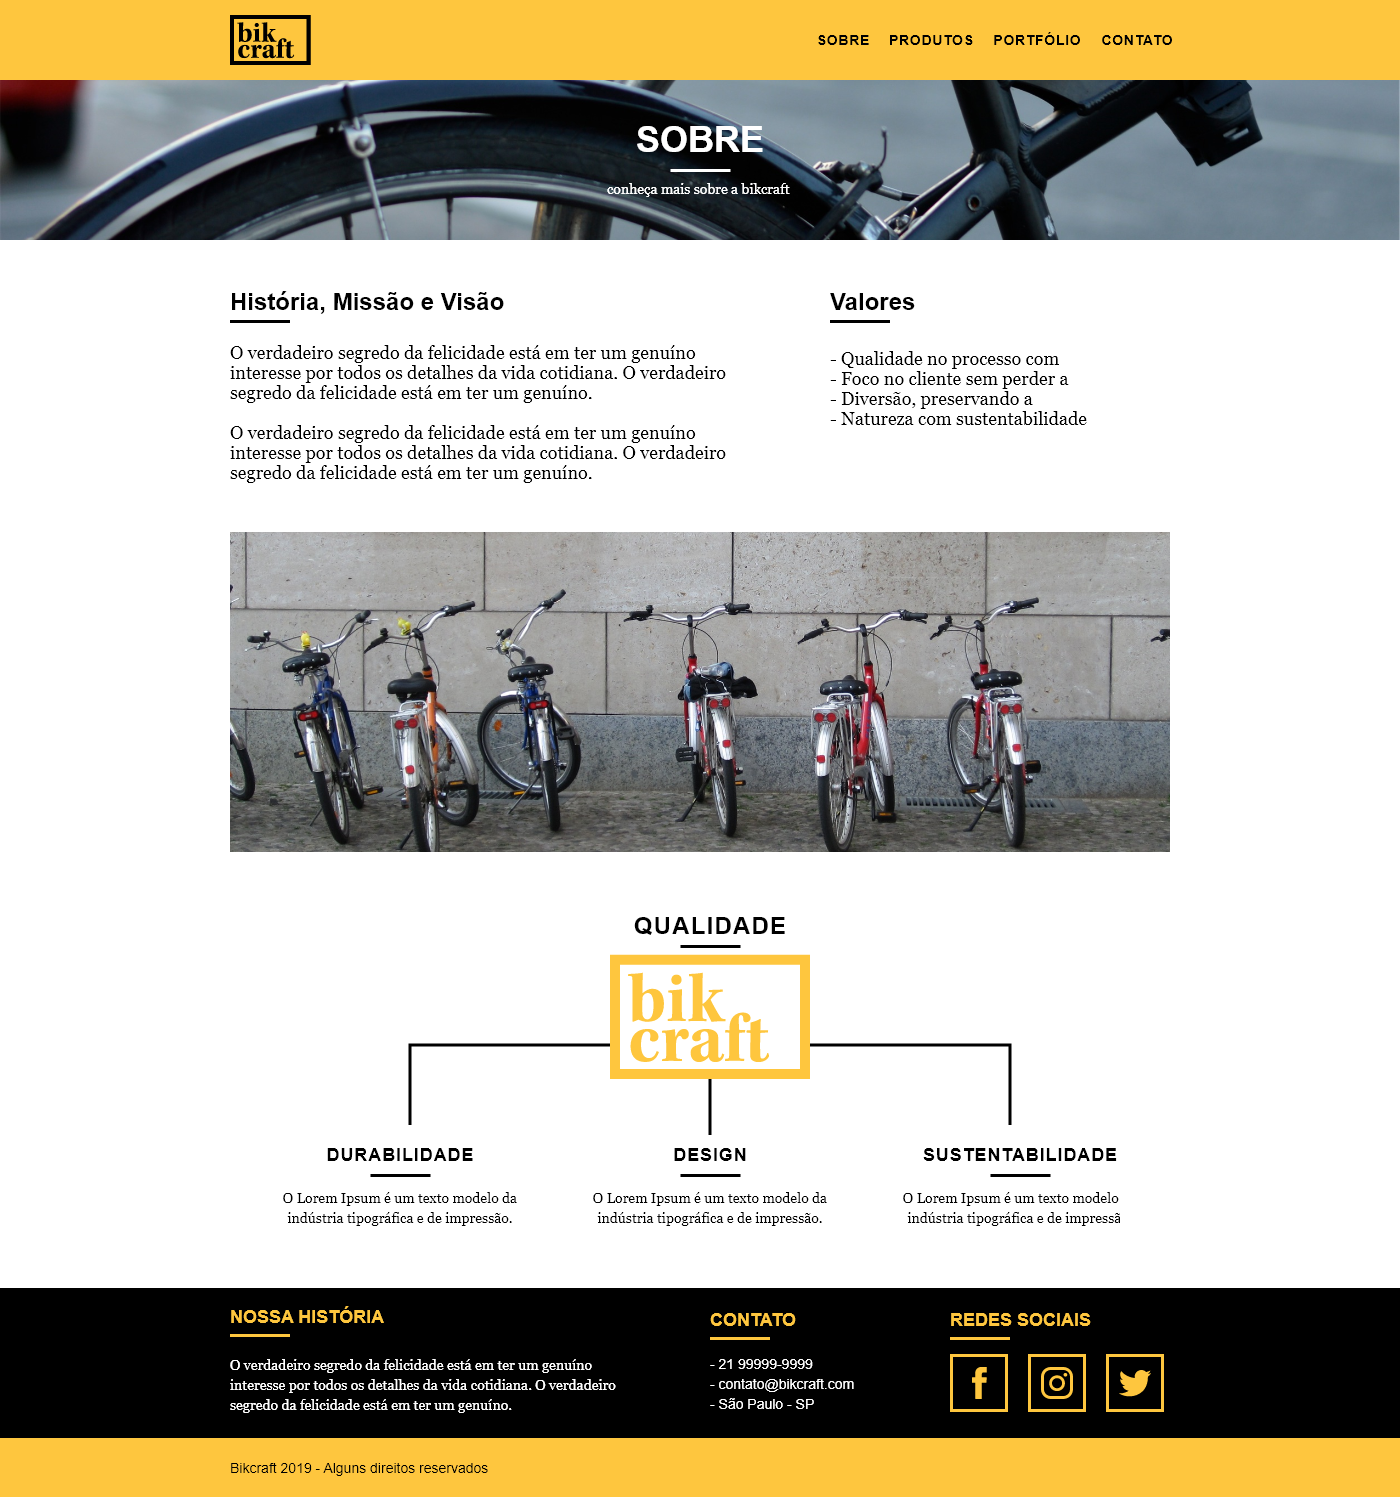 bik
craft
SOBRE PRODUTOS PORTFÓLIO CONTATO
SOBRE
conheça mais sobre a bikcraft
História, Missão e Visão
O verdadeiro segredo da felicidade está em ter um genuíno
interesse por todos os detalhes da vida cotidiana. O verdadeiro
segredo da felicidade está em ter um genuíno.
O verdadeiro segredo da felicidade está em ter um genuíno
interesse por todos os detalhes da vida cotidiana. O verdadeiro
segredo da felicidade está em ter um genuíno.
Valores
- Qualidade no processo com
- Foco no cliente sem perder a
- Diversão, preservando a
- Natureza com sustentabilidade
QUALIDADE
bik
craft
DURABILIDADE
O Lorem Ipsum é um texto modelo da
indústria tipográfica e de impressão.
DESIGN
O Lorem Ipsum é um texto modelo da
indústria tipográfica e de impressão.
SUSTENTABILIDADE
O Lorem Ipsum é um texto modelo
indústria tipográfica e de impressã
NOSSA HISTÓRIA
O verdadeiro segredo da felicidade está em ter um genuíno
interesse por todos os detalhes da vida cotidiana. O verdadeiro
segredo da felicidade está em ter um genuíno.
CONTATO
- 21 99999-9999
- contato@bikcraft.com
- São Paulo - SP
REDES SOCIAIS
Bikcraft 2019 - Alguns direitos reservados